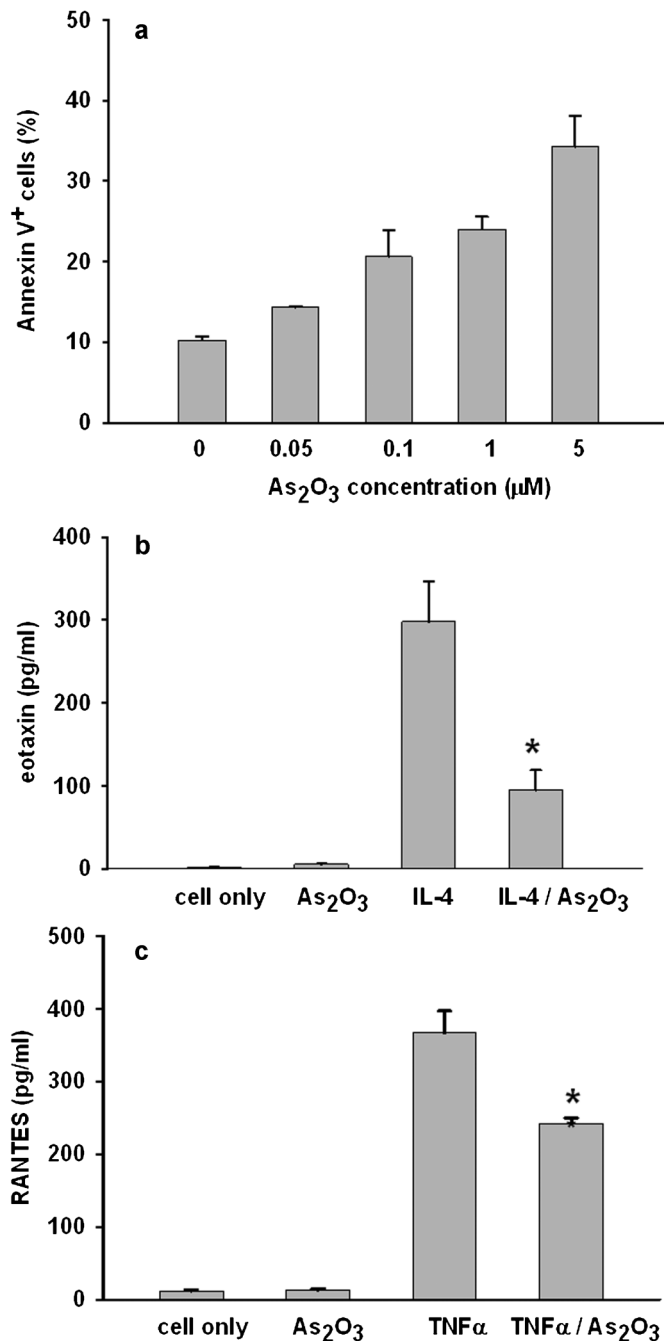 a
Annexin V⁺ cells (%)
50
40
30
20
10
0
0 0.05 0.1 1 5
As₂O₃ concentration (μM)
b
eotaxin (pg/ml)
400
300
200
100
0
*
cell only As₂O₃ IL-4 IL-4 / As₂O₃
c
RANTES (pg/ml)
500
400
300
200
100
0
*
*
cell only As₂O₃ TNFα TNFα / As₂O₃